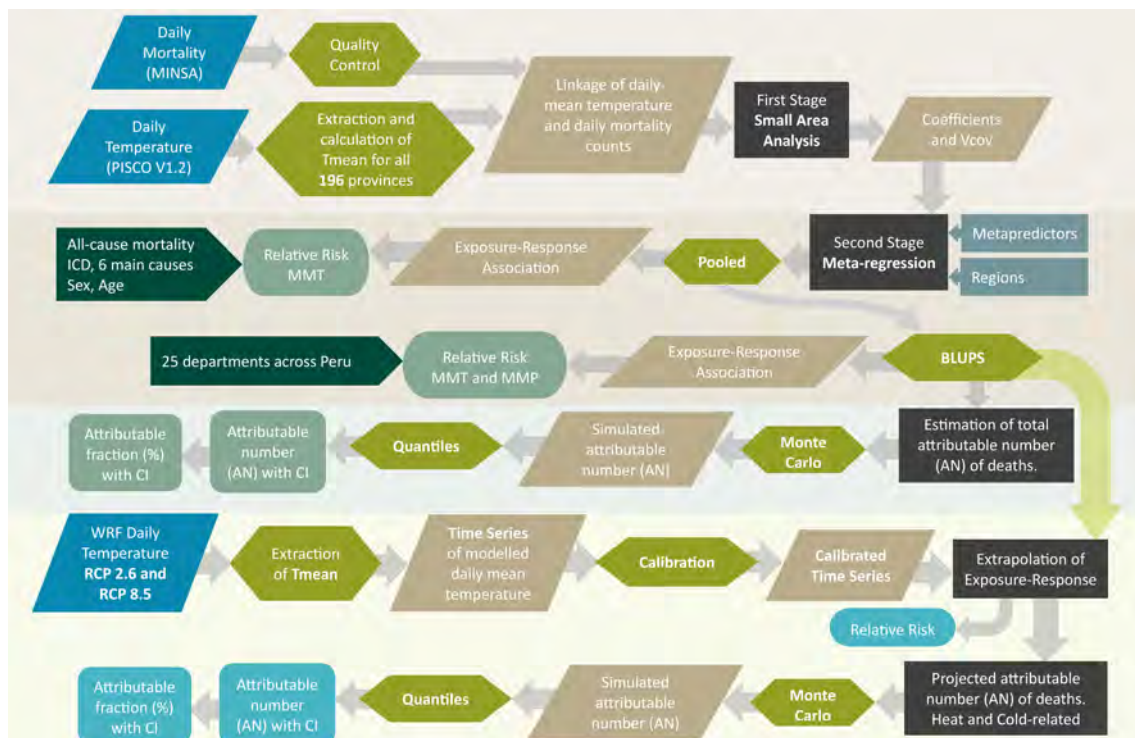 Daily
Mortality
(MINSA)
Quality
Control
Daily
Temperature
(PISCO V1.2)
Extraction and
calculation of
Tmean for all
196 provinces
Linkage of daily-
mean temperature
and daily mortality
counts
First Stage
Small Area
Analysis
Coefficients
and Vcov
All-cause mortality
ICD, 6 main causes
Sex, Age
Relative Risk
MMT
Exposure-Response
Association
Pooled
Second Stage
Meta-regression
Metapredictors
Regions
25 departments across Peru
Relative Risk
MMT and MMP
Exposure-Response
Association
BLUPS
Attributable
fraction (%)
with CI
Attributable
number
(AN) with CI
Quantiles
Simulated
attributable
number (AN)
Monte
Carlo
Estimation of total
attributable number
(AN) of deaths.
WRF Daily
Temperature
RCP 2.6 and
RCP 8.5
Extraction
of Tmean
Time Series
of modelled
daily mean
temperature
Calibration
Calibrated
Time Series
Extrapolation of
Exposure-Response
Relative Risk
Attributable
fraction (%)
with CI
Attributable
number
(AN) with CI
Quantiles
Simulated
attributable
number (AN)
Monte
Carlo
Projected attributable
number (AN) of deaths.
Heat and Cold-related